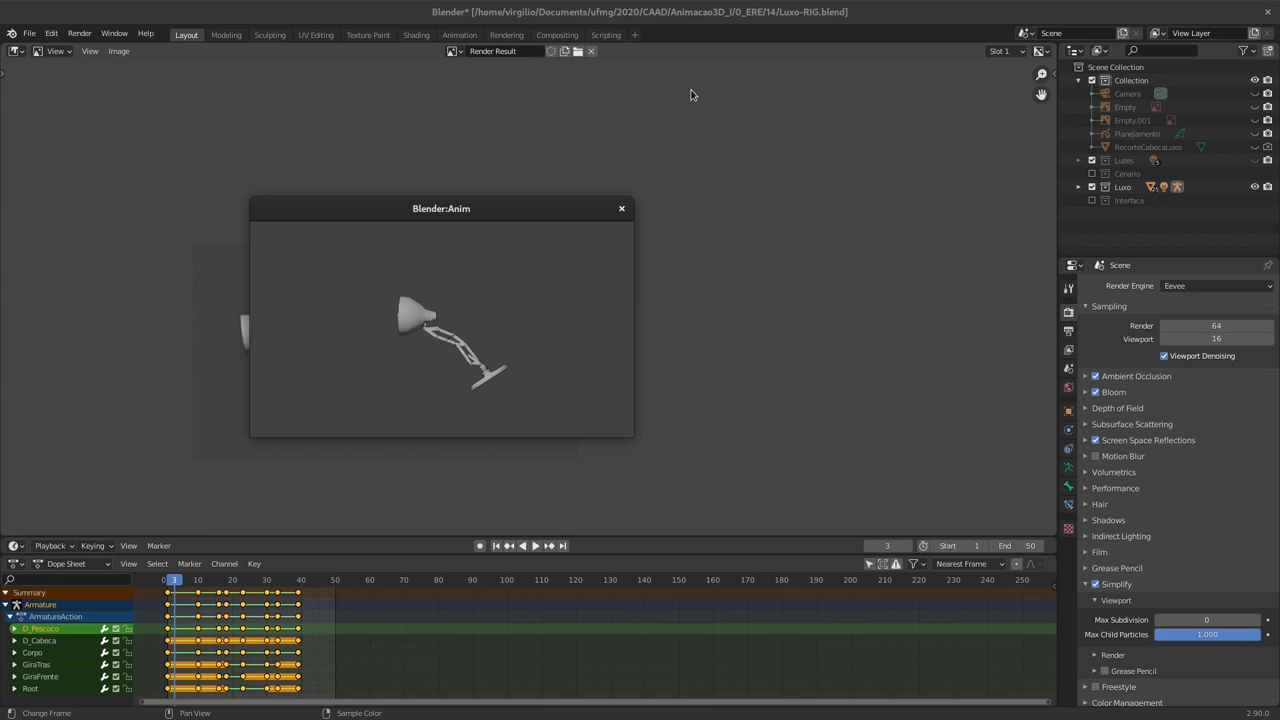 Blender* [/home/virgilio/Documents/ufmg/2020/CAAD/Animacao3D_I/0_ERE/14/Luxo-RIG.blend]
File Edit Render Window Help Layout Modeling Sculpting UV Editing Texture Paint Shading Animation Rendering Compositing Scripting Scene View Layer
View View Image Render Result Slot 1
Scene Collection
Collection
Camera
Empty
Empty.001
Planejamento
RecorteCabecaLuxo
Luzes
Cenario
Luxo
Interface
Blender:Anim
Scene
Render Engine Eevee
Sampling
Render 64
Viewport 16
Viewport Denoising
Ambient Occlusion
Bloom
Depth of Field
Subsurface Scattering
Screen Space Reflections
Motion Blur
Volumetrics
Performance
Hair
Shadows
Indirect Lighting
Film
Grease Pencil
Simplify
Viewport
Max Subdivision 0
Max Child Particles 1.000
Render
Grease Pencil
Freestyle
Color Management
Playback Keying View Marker 3 Start 1 End 50
Dope Sheet View Select Marker Channel Key Nearest Frame
0 3 10 20 30 40 50 60 70 80 90 100 110 120 130 140 150 160 170 180 190 200 210 220 230 240 250
Summary
Armature
ArmatureAction
D_Pescoco
D_Cabeca
Corpo
GiraTras
GiraFrente
Root
Change Frame Pan View Sample Color 2.90.0